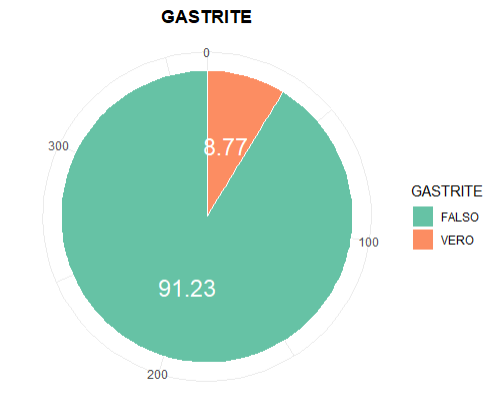 GASTRITE
0
8.77
300
GASTRITE
FALSO
VERO
100
91.23
200